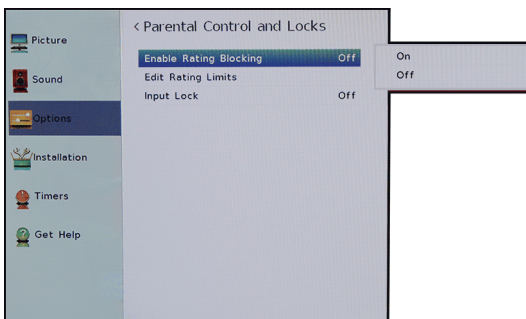 Picture
Sound
Options
Installation
Timers
Get Help
< Parental Control and Locks
Enable Rating Blocking Off
Edit Rating Limits
Input Lock Off
On
Off